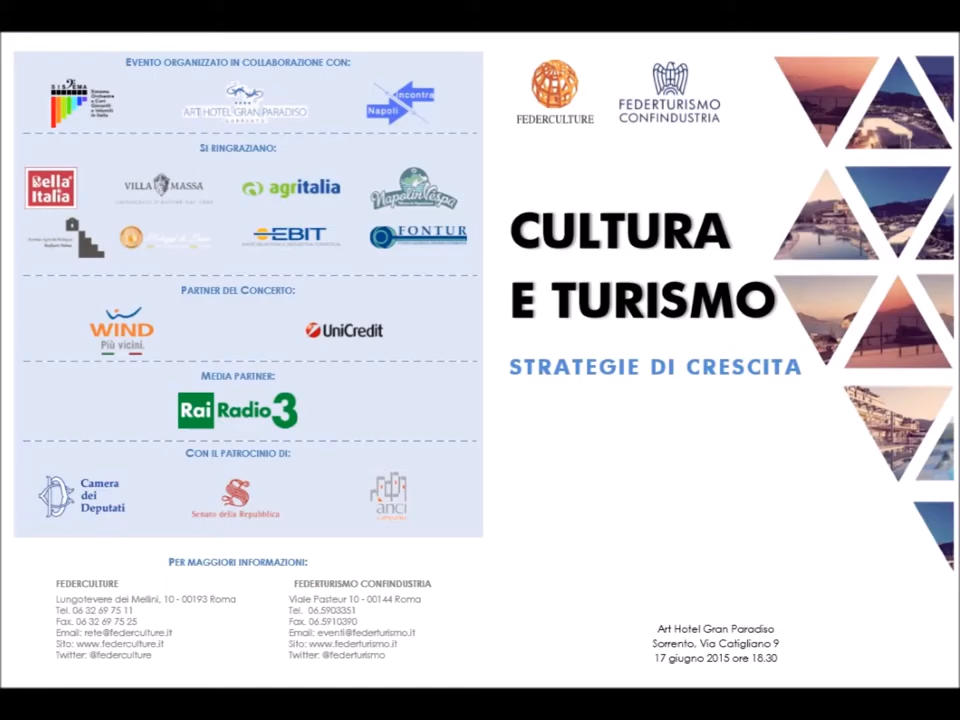 EVENTO ORGANIZZATO IN COLLABORAZIONE CON:
SISTEMA
ART HOTEL GRAN PARADISO
SORRENTO
Napoli incontra
SI RINGRAZIANO:
Bella Italia
VILLA MASSA
agritalia
NapolinVespa
EBIT
FONTUR
PARTNER DEL CONCERTO:
WIND
Più vicini.
UniCredit
MEDIA PARTNER:
Rai Radio 3
CON IL PATROCINIO DI:
Camera
dei
Deputati
Senato della Repubblica
anci
PER MAGGIORI INFORMAZIONI:
FEDERCULTURE
Lungotevere dei Mellini, 10 - 00193 Roma
Tel. 06 32 69 75 11
Fax. 06 32 69 75 25
Email: rete@federculture.it
Sito: www.federculture.it
Twitter: @federculture
FEDERTURISMO CONFINDUSTRIA
Viale Pasteur 10 - 00144 Roma
Tel. 06.5903351
Fax. 06.5910390
Email: eventi@federturismo.it
Sito: www.federturismo.it
Twitter: @federturismo
FEDERCULTURE
FEDERTURISMO
CONFINDUSTRIA
CULTURA
E TURISMO
STRATEGIE DI CRESCITA
Art Hotel Gran Paradiso
Sorrento, Via Catigliano 9
17 giugno 2015 ore 18.30